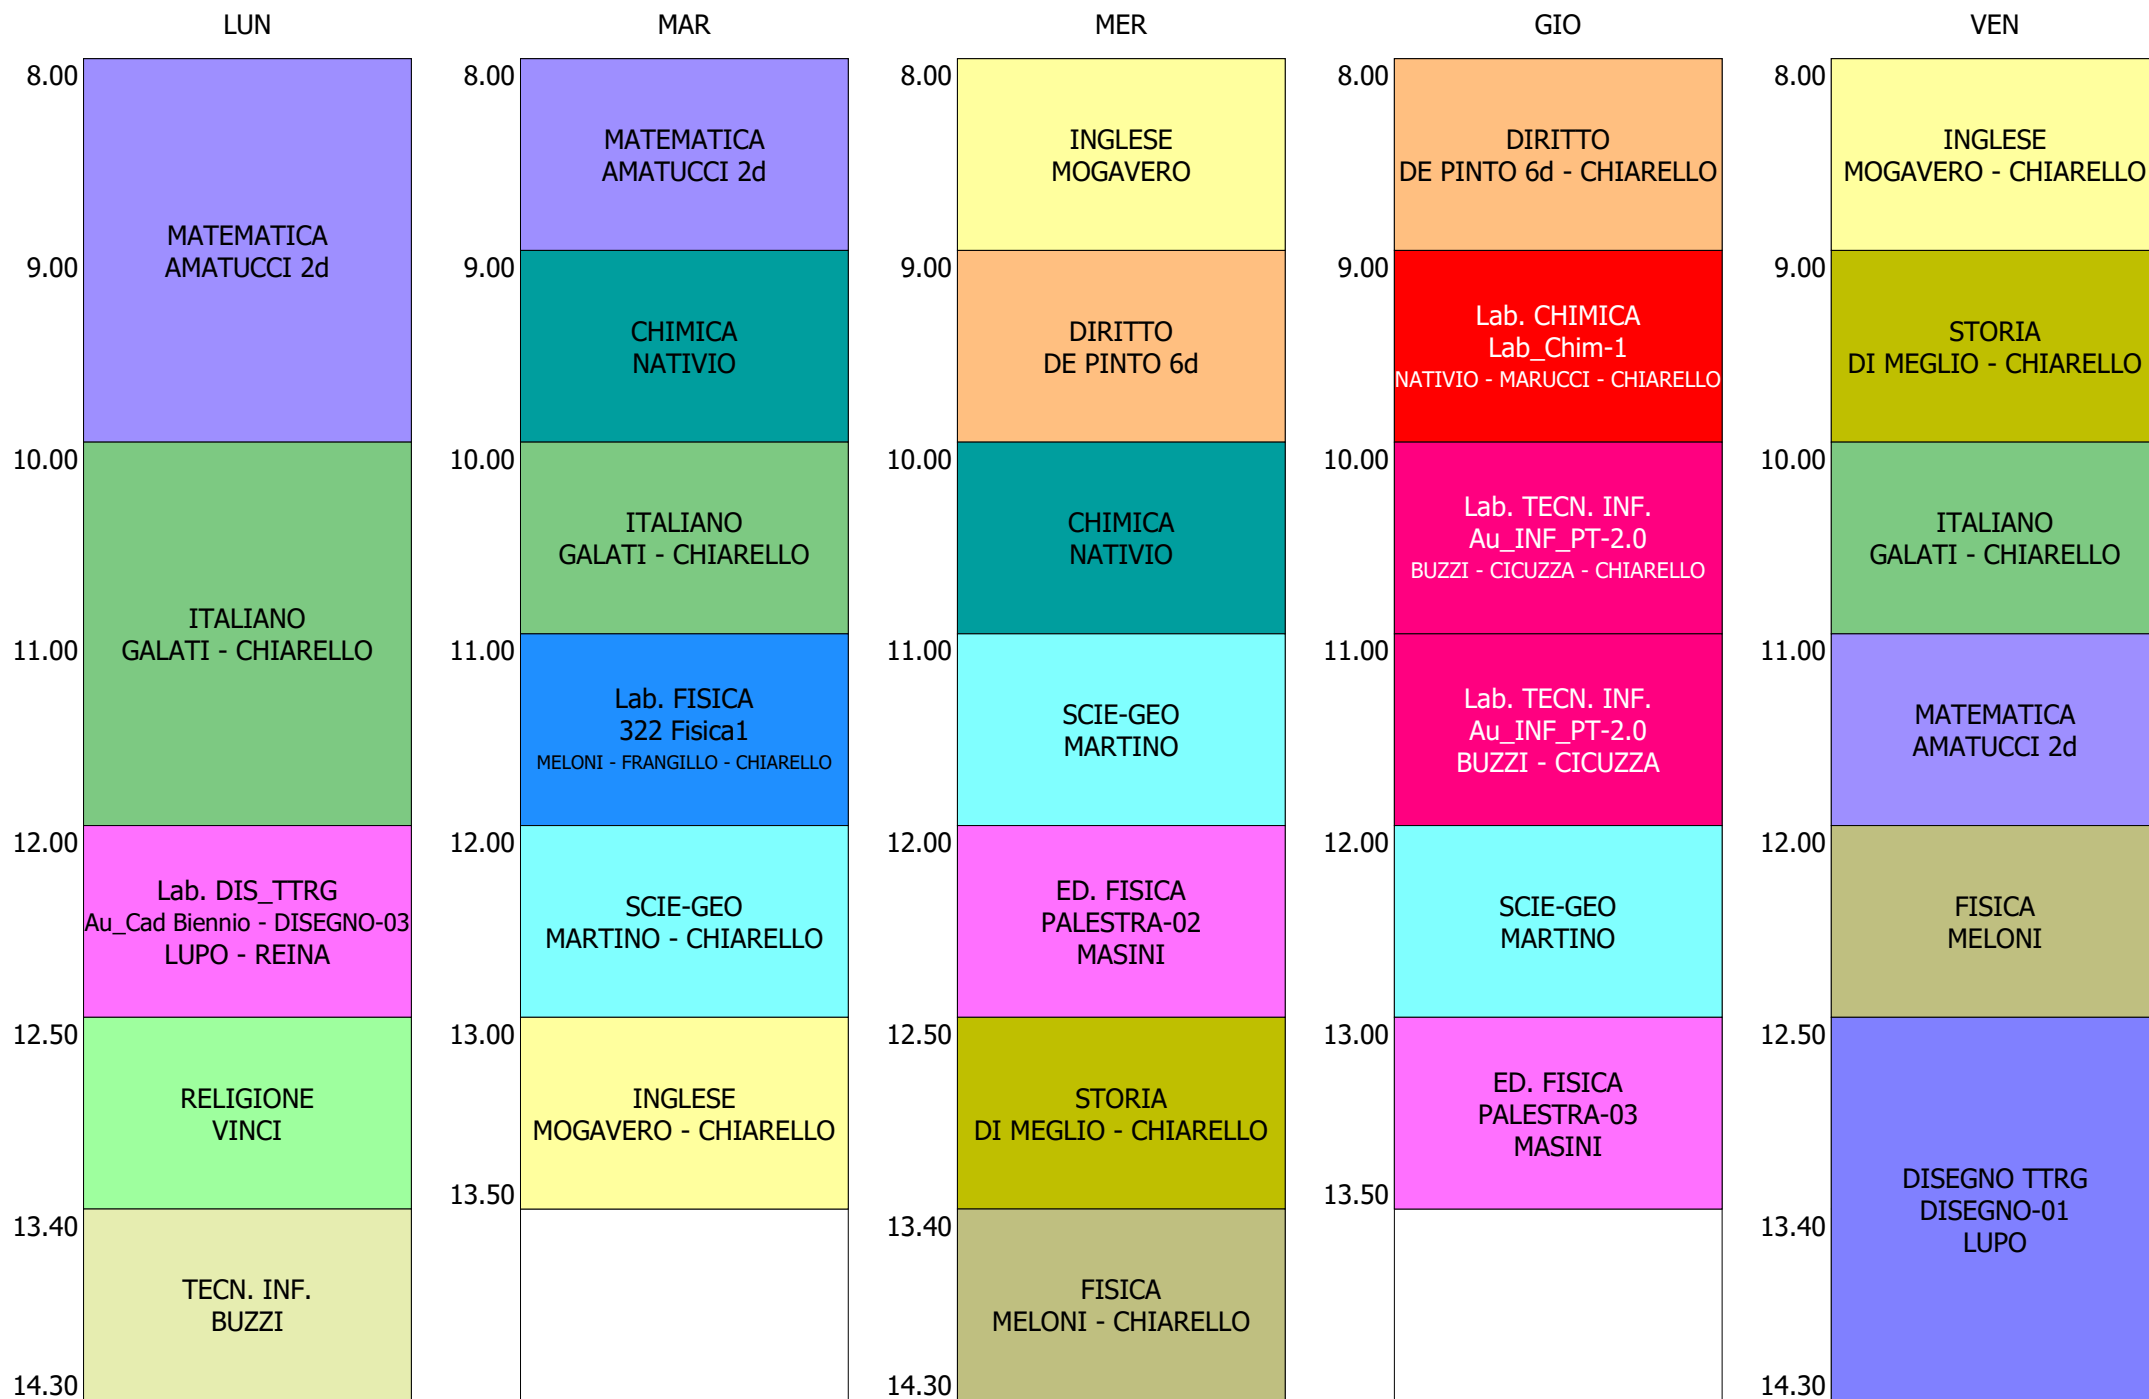 LUN
8.00
MATEMATICA
AMATUCCI 2d
9.00
10.00
ITALIANO
GALATI - CHIARELLO
11.00
12.00
Lab. DIS_TTRG
Au_Cad Biennio - DISEGNO-03
LUPO - REINA
12.50
RELIGIONE
VINCI
13.40
TECN. INF.
BUZZI
14.30
MAR
8.00
MATEMATICA
AMATUCCI 2d
9.00
CHIMICA
NATIVIO
10.00
ITALIANO
GALATI - CHIARELLO
11.00
Lab. FISICA
322 Fisica1
MELONI - FRANGILLO - CHIARELLO
12.00
SCIE-GEO
MARTINO - CHIARELLO
13.00
INGLESE
MOGAVERO - CHIARELLO
13.50
MER
8.00
INGLESE
MOGAVERO
9.00
DIRITTO
DE PINTO 6d
10.00
CHIMICA
NATIVIO
11.00
SCIE-GEO
MARTINO
12.00
ED. FISICA
PALESTRA-02
MASINI
12.50
STORIA
DI MEGLIO - CHIARELLO
13.40
FISICA
MELONI - CHIARELLO
14.30
GIO
8.00
DIRITTO
DE PINTO 6d - CHIARELLO
9.00
Lab. CHIMICA
Lab_Chim-1
NATIVIO - MARUCCI - CHIARELLO
10.00
Lab. TECN. INF.
Au_INF_PT-2.0
BUZZI - CICUZZA - CHIARELLO
11.00
Lab. TECN. INF.
Au_INF_PT-2.0
BUZZI - CICUZZA
12.00
SCIE-GEO
MARTINO
13.00
ED. FISICA
PALESTRA-03
MASINI
13.50
VEN
8.00
INGLESE
MOGAVERO - CHIARELLO
9.00
STORIA
DI MEGLIO - CHIARELLO
10.00
ITALIANO
GALATI - CHIARELLO
11.00
MATEMATICA
AMATUCCI 2d
12.00
FISICA
MELONI
12.50
DISEGNO TTRG
DISEGNO-01
LUPO
13.40
14.30